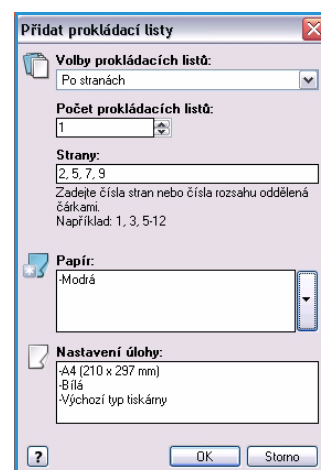 Přidat prokládací listy
Volby prokládacích listů:
Po stranách
Počet prokládacích listů:
1
Strany:
2, 5, 7, 9
Zadejte čísla stran nebo čísla rozsahu oddělená
čárkami.
Například: 1, 3, 5-12
Papír:
-Modrá
Nastavení úlohy:
-A4 (210 x 297 mm)
-Bílá
-Výchozí typ tiskárny
?
OK
Storno